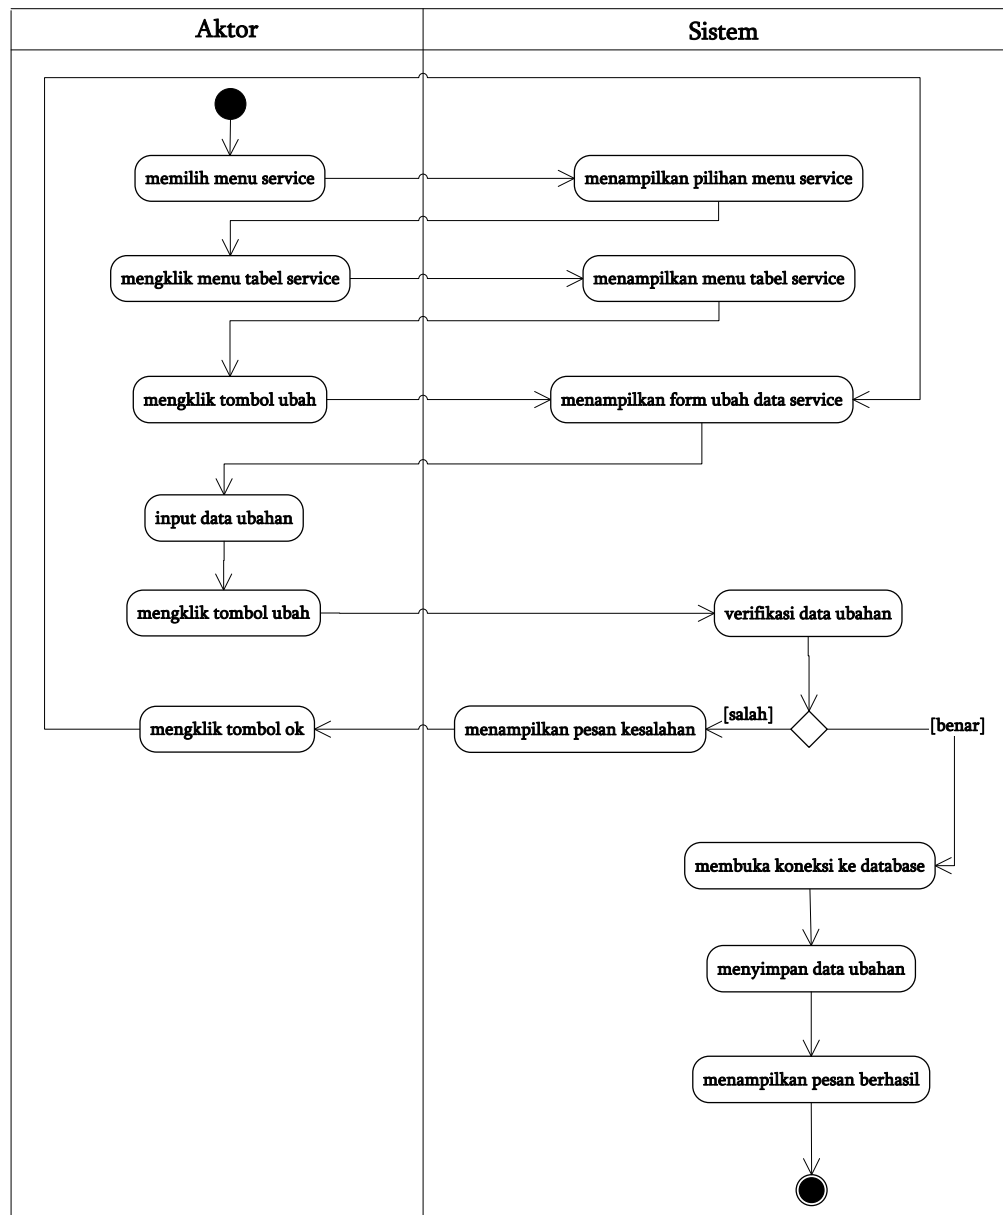 Aktor
Sistem
memilih menu service
menampilkan pilihan menu service
mengklik menu tabel service
menampilkan menu tabel service
mengklik tombol ubah
menampilkan form ubah data service
input data ubahan
mengklik tombol ubah
verifikasi data ubahan
mengklik tombol ok
menampilkan pesan kesalahan
[salah]
[benar]
membuka koneksi ke database
menyimpan data ubahan
menampilkan pesan berhasil